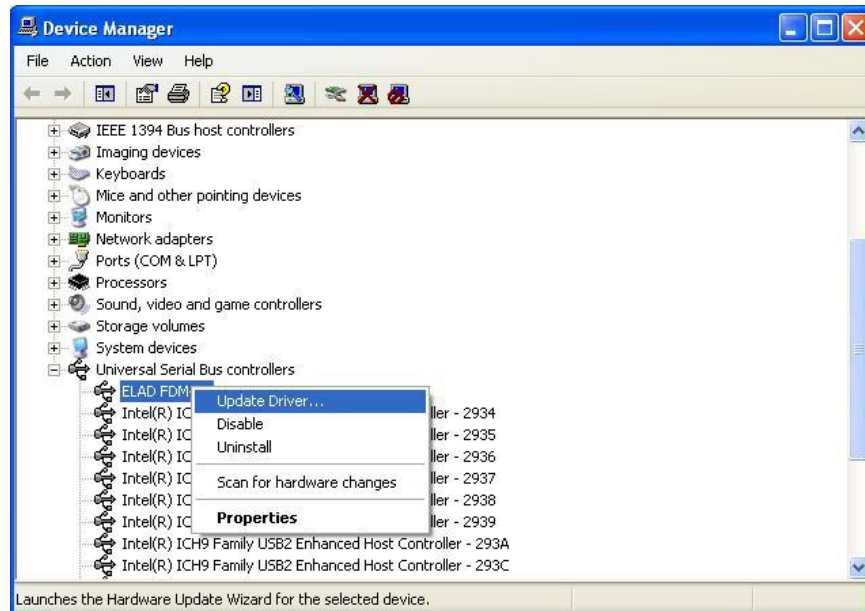 Device Manager
File Action View Help
IEEE 1394 Bus host controllers
Imaging devices
Keyboards
Mice and other pointing devices
Monitors
Network adapters
Ports (COM & LPT)
Processors
Sound, video and game controllers
Storage volumes
System devices
Universal Serial Bus controllers
ELAD FDM-
Update Driver...
Disable
Uninstall
Scan for hardware changes
Properties
Intel(R) IC ller - 2934
Intel(R) IC ller - 2935
Intel(R) IC ller - 2936
Intel(R) IC ller - 2937
Intel(R) IC ller - 2938
Intel(R) IC ller - 2939
Intel(R) ICH9 Family USB2 Enhanced Host Controller - 293A
Intel(R) ICH9 Family USB2 Enhanced Host Controller - 293C
Launches the Hardware Update Wizard for the selected device.